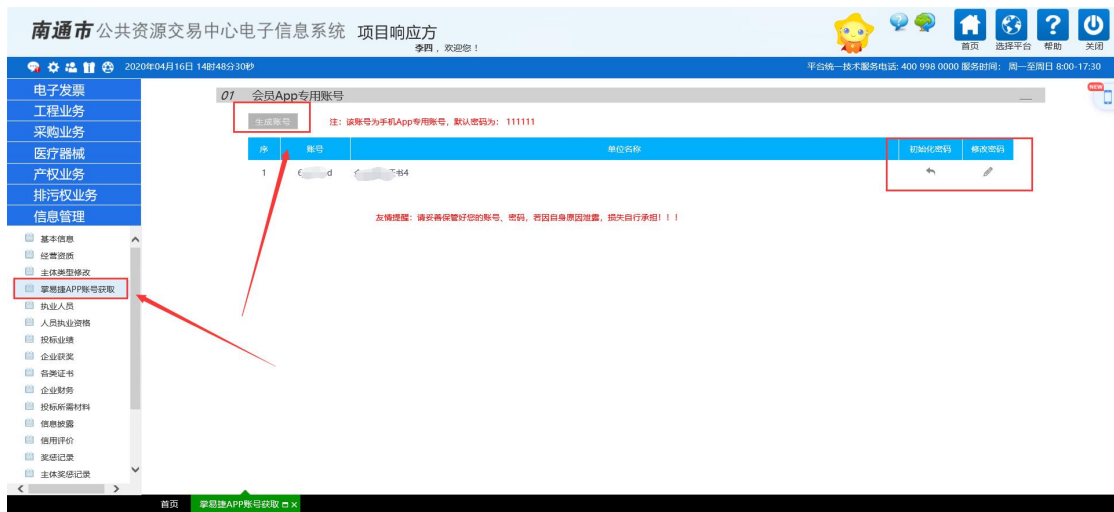 南通市公共资源交易中心电子信息系统 项目响应方
李四，欢迎您！
首页 选择平台 帮助 关闭
2020年04月16日 14时48分30秒
平台统一技术服务电话: 400 998 0000 服务时间： 周一至周日 8:00-17:30
NEW
电子发票
工程业务
采购业务
医疗器械
产权业务
排污权业务
信息管理
基本信息
经营资质
主体类型修改
掌易捷APP账号获取
执业人员
人员执业资格
投标业绩
企业获奖
各类证书
企业财务
投标所需材料
信息披露
信用评价
奖惩记录
主体奖惩记录
01 会员App专用账号
生成账号 注：该账号为手机App专用账号，默认密码为： 111111
序 账号 单位名称 初始化密码 修改密码
1 d 书4
友情提醒：请妥善保管好您的账号、密码，若因自身原因泄露，损失自行承担！！！
首页 掌易捷APP账号获取